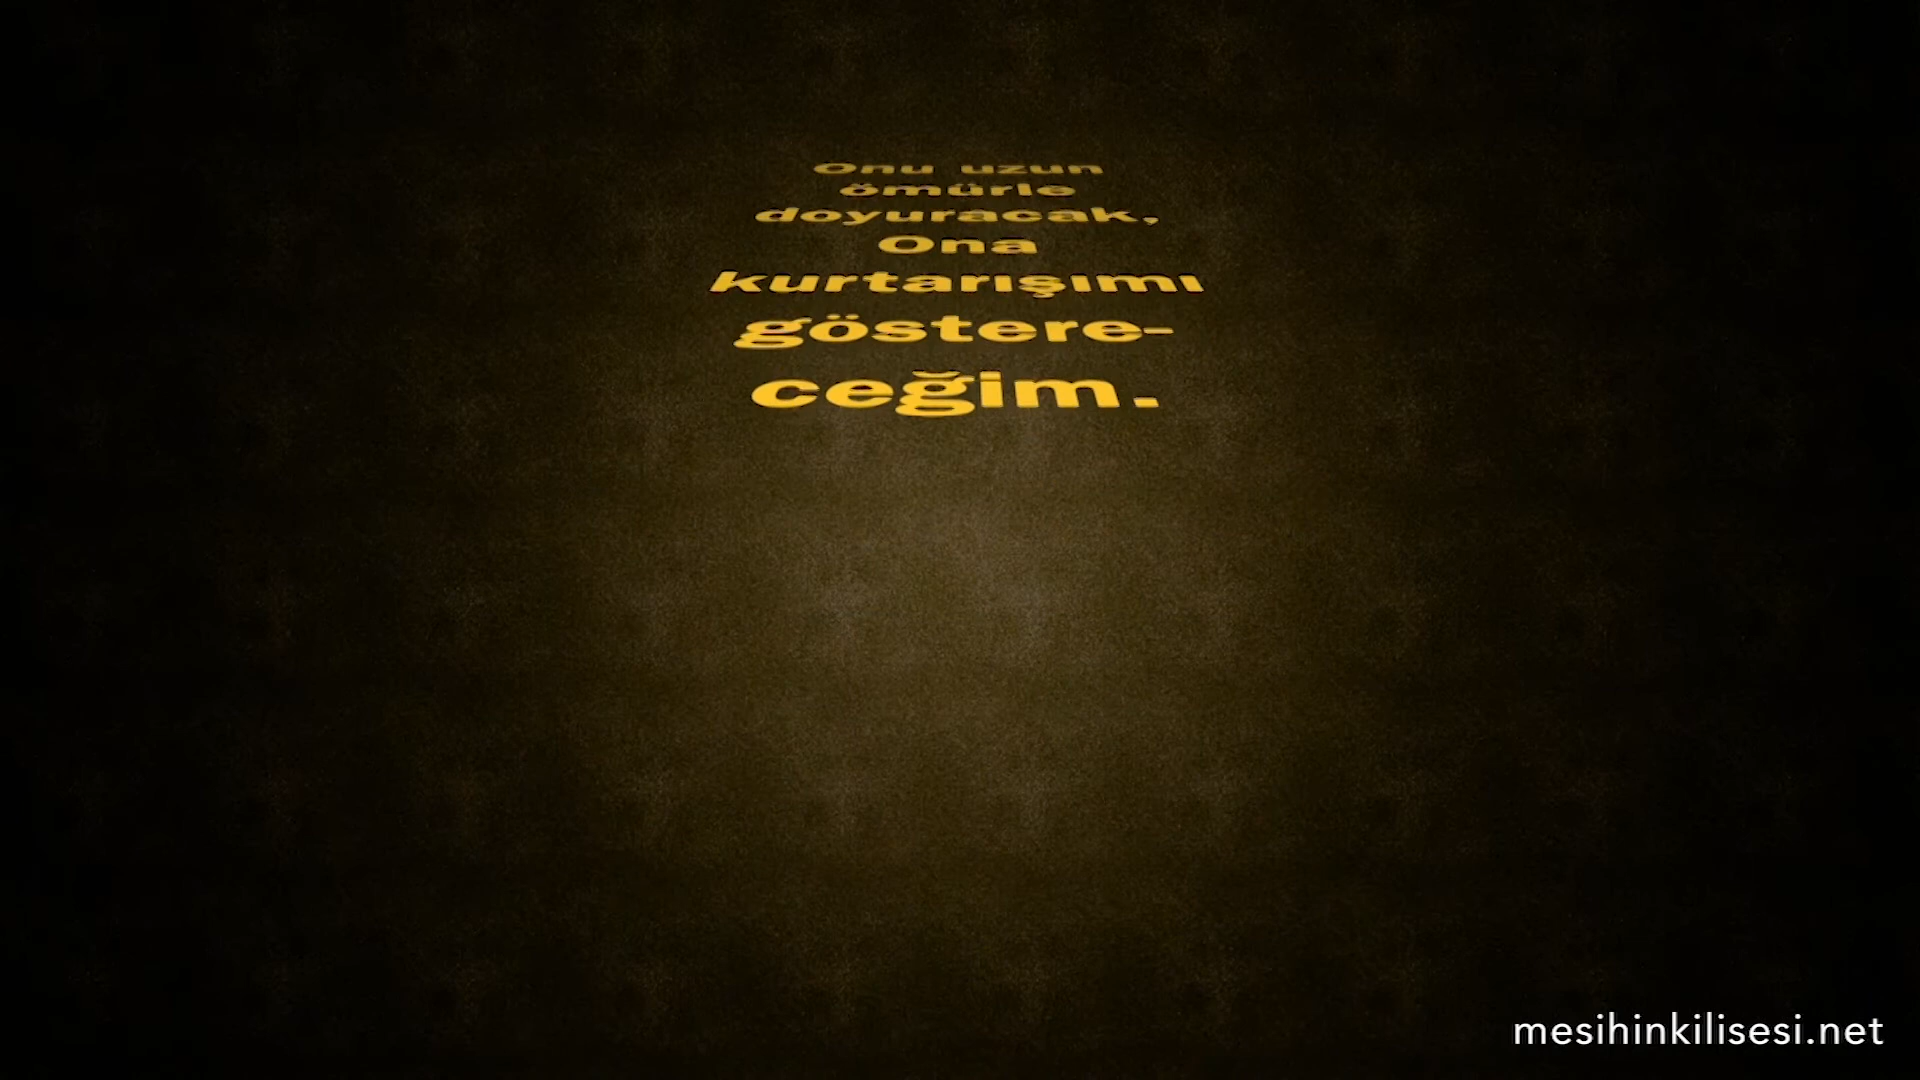 Onu uzun
ömürle
doyuracak,
Ona
kurtarışımı
göstere-
ceğim.
mesihinkilisesi.net